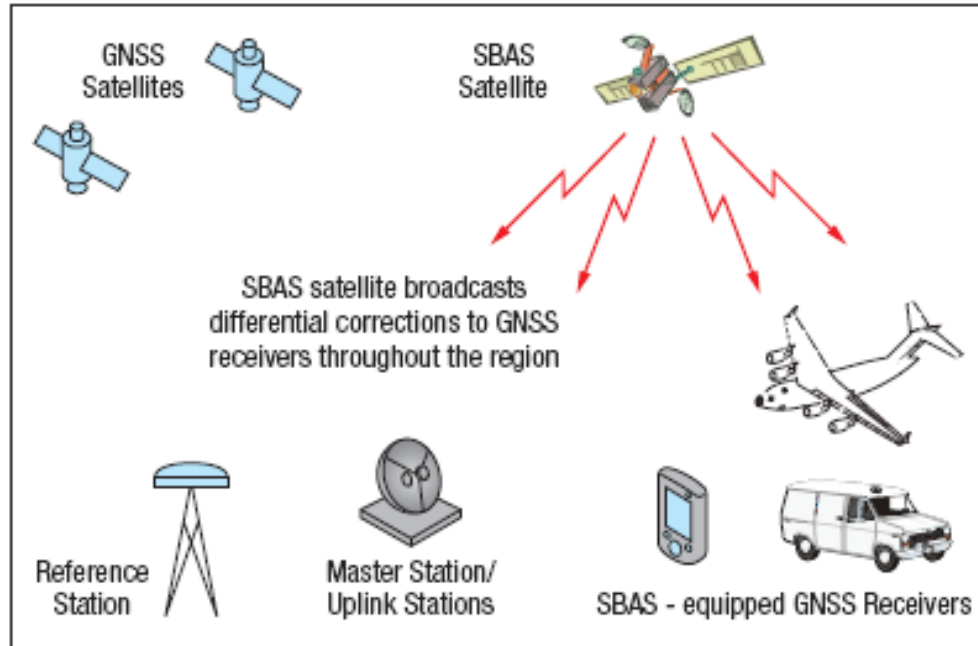 GNSS
Satellites
SBAS
Satellite
SBAS satellite broadcasts
differential corrections to GNSS
receivers throughout the region
Reference
Station
Master Station/
Uplink Stations
SBAS - equipped GNSS Receivers